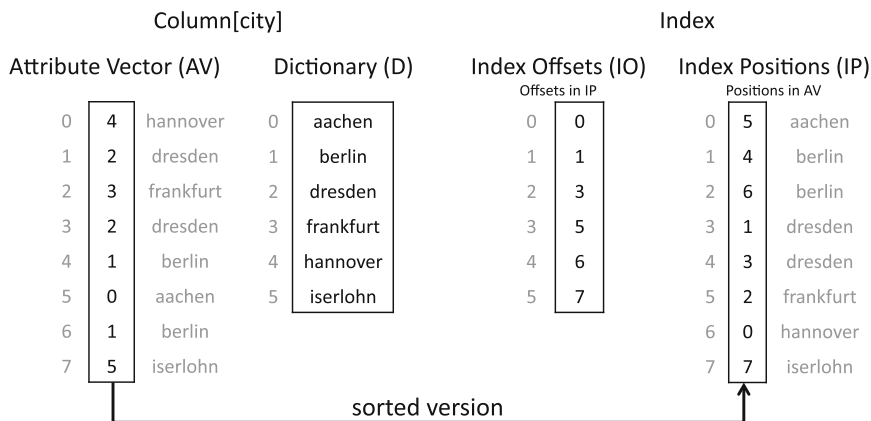 Column[city] Index
Attribute Vector (AV) Dictionary (D) Index Offsets (IO) Index Positions (IP)
Offsets in IP Positions in AV
0 4 hannover 0 aachen 0 0 0 5 aachen
1 2 dresden 1 berlin 1 1 1 4 berlin
2 3 frankfurt 2 dresden 2 3 2 6 berlin
3 2 dresden 3 frankfurt 3 5 3 1 dresden
4 1 berlin 4 hannover 4 6 4 3 dresden
5 0 aachen 5 iserlohn 5 7 5 2 frankfurt
6 1 berlin 6 0 hannover
7 5 iserlohn 7 7 iserlohn
sorted version